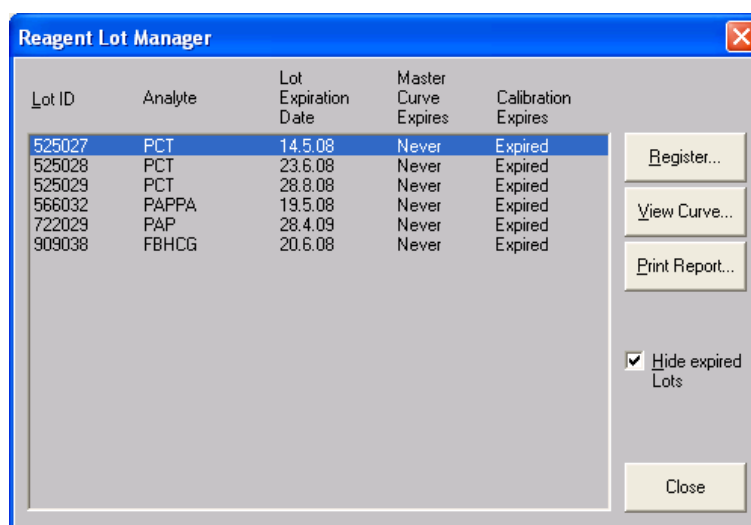 Reagent Lot Manager
Lot ID Analyte Lot Expiration Date Master Curve Expires Calibration Expires
525027 PCT 14.5.08 Never Expired
525028 PCT 23.6.08 Never Expired
525029 PCT 28.8.08 Never Expired
566032 PAPPA 19.5.08 Never Expired
722029 PAP 28.4.09 Never Expired
909038 FBHCG 20.6.08 Never Expired
Register...
View Curve...
Print Report...
Hide expired
Lots
Close